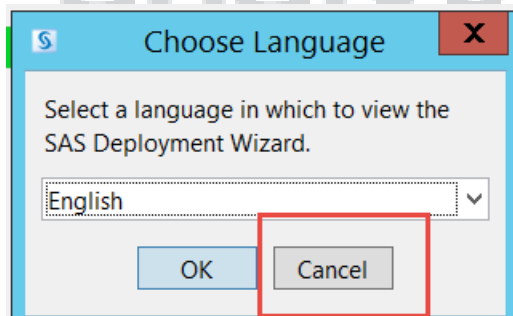 Choose Language
X
Select a language in which to view the
SAS Deployment Wizard.
English
OK Cancel